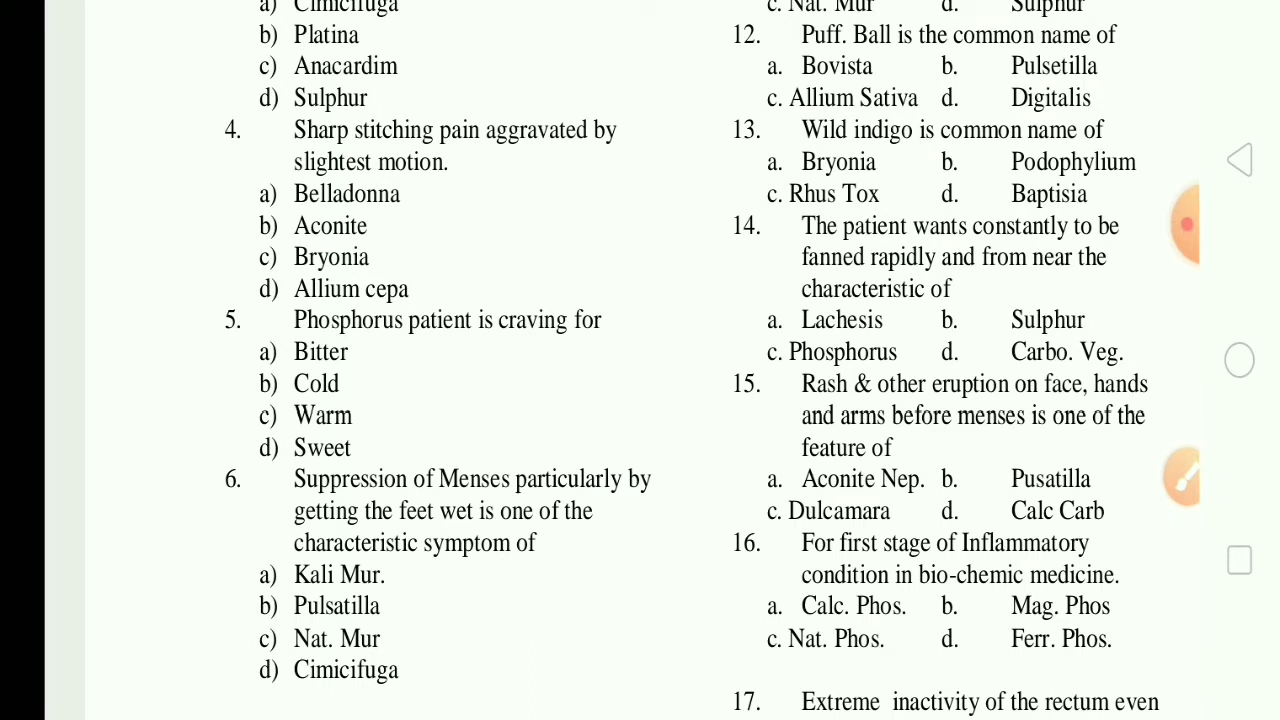 a) Cimicifuga
b) Platina
c) Anacardim
d) Sulphur
4. Sharp stitching pain aggravated by
slightest motion.
a) Belladonna
b) Aconite
c) Bryonia
d) Allium cepa
5. Phosphorus patient is craving for
a) Bitter
b) Cold
c) Warm
d) Sweet
6. Suppression of Menses particularly by
getting the feet wet is one of the
characteristic symptom of
a) Kali Mur.
b) Pulsatilla
c) Nat. Mur
d) Cimicifuga
c. Nat. Mur d. Sulphur
12. Puff. Ball is the common name of
a. Bovista b. Pulsetilla
c. Allium Sativa d. Digitalis
13. Wild indigo is common name of
a. Bryonia b. Podophylium
c. Rhus Tox d. Baptisia
14. The patient wants constantly to be
fanned rapidly and from near the
characteristic of
a. Lachesis b. Sulphur
c. Phosphorus d. Carbo. Veg.
15. Rash & other eruption on face, hands
and arms before menses is one of the
feature of
a. Aconite Nep. b. Pusatilla
c. Dulcamara d. Calc Carb
16. For first stage of Inflammatory
condition in bio-chemic medicine.
a. Calc. Phos. b. Mag. Phos
c. Nat. Phos. d. Ferr. Phos.
17. Extreme inactivity of the rectum even